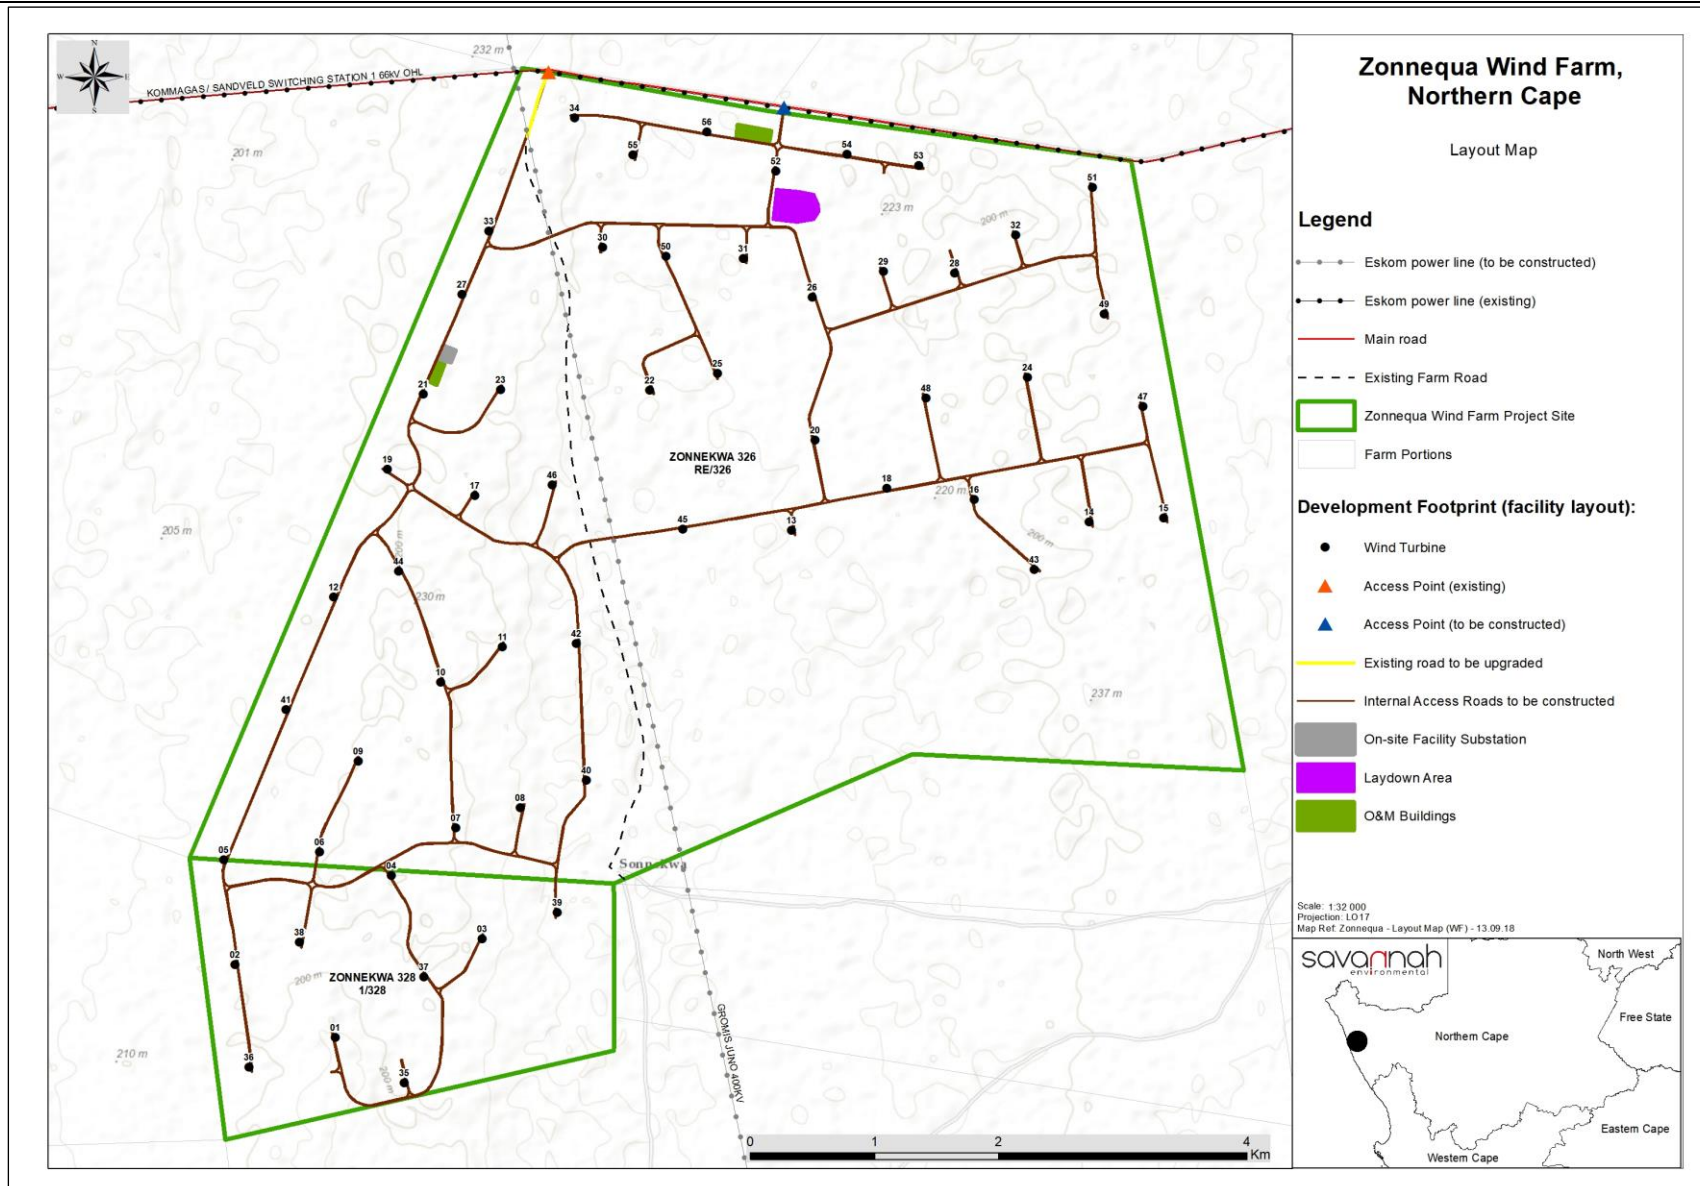 Zonnequa Wind Farm,
Northern Cape
Layout Map
Legend
Eskom power line (to be constructed)
Eskom power line (existing)
Main road
Existing Farm Road
Zonnequa Wind Farm Project Site
Farm Portions
Development Footprint (facility layout):
Wind Turbine
Access Point (existing)
Access Point (to be constructed)
Existing road to be upgraded
Internal Access Roads to be constructed
On-site Facility Substation
Laydown Area
O&M Buildings
Scale: 1:32 000
Projection: LO17
Map Ref: Zonnequa - Layout Map (WF) - 13.09.18
savannah
environmental
North West
Free State
Northern Cape
Eastern Cape
Western Cape
N
W
E
S
232 m
KOMMAGAS / SANDVELD SWITCHING STATION 1 66kV OHL
201 m
34
56
55
54
53
52
51
223 m
200 m
33
30
50
31
32
29
28
27
26
49
21
23
22
25
24
48
47
20
ZONNEKWA 326
RE/326
19
17
46
18
220 m
16
45
13
14
15
205 m
200 m
200 m
44
43
12
230 m
11
42
10
41
237 m
09
40
08
07
06
05
04
Sonnekwa
39
38
03
02
37
200 m
ZONNEKWA 328
1/328
01
36
35
200 m
210 m
GROMIS JUNO 400KV
0
1
2
4
Km